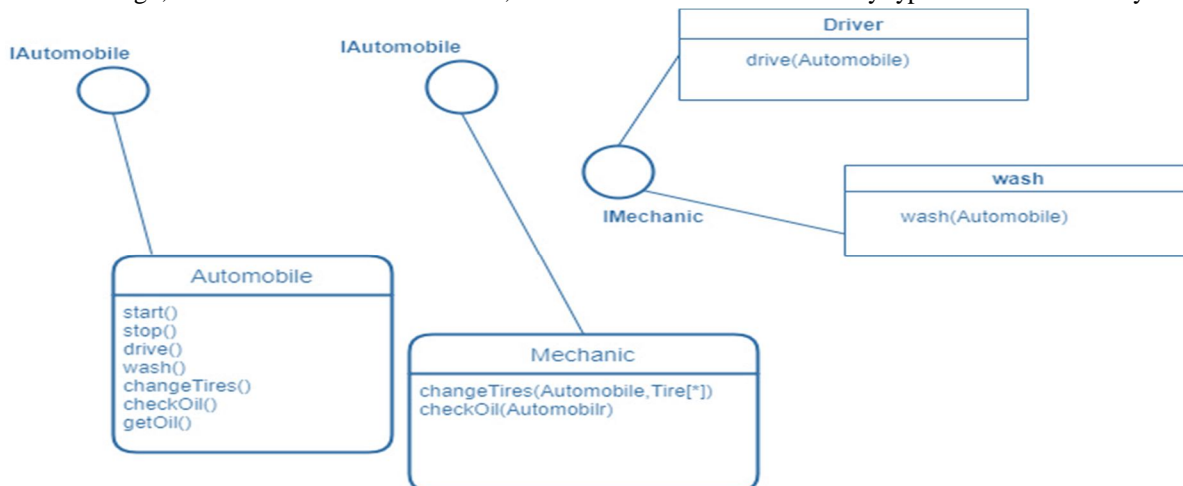 IAutomobile
IAutomobile
Driver
drive(Automobile)
IMechanic
wash
wash(Automobile)
Automobile
start()
stop()
drive()
wash()
changeTires()
checkOil()
getOil()
Mechanic
changeTires(Automobile,Tire[*])
checkOil(Automobilr)